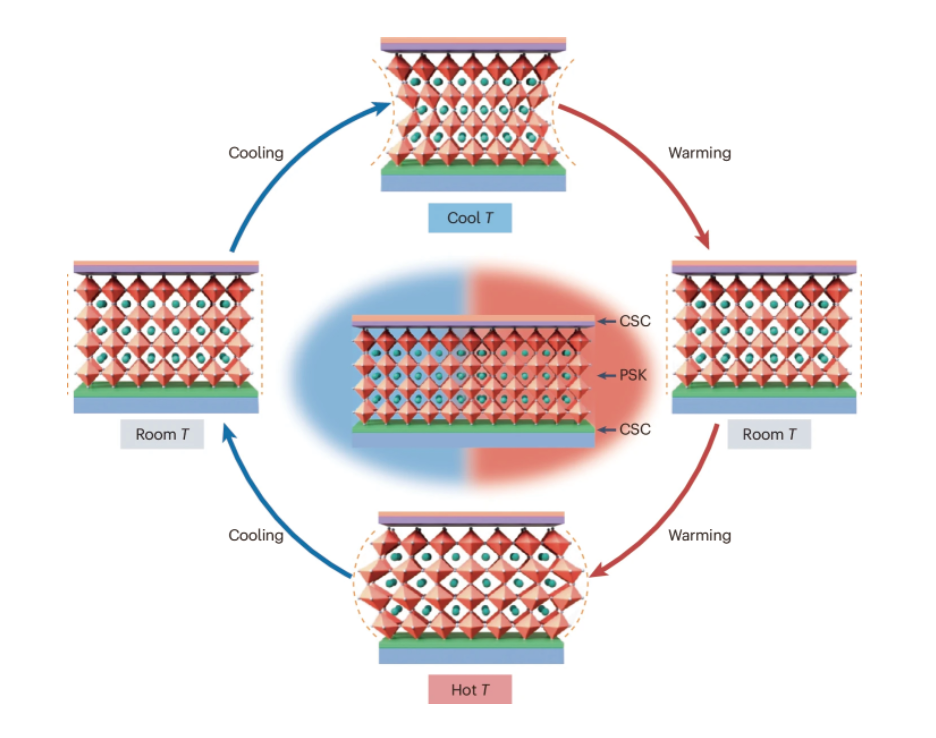 Cooling
Warming
Cool T
CSC
PSK
CSC
Room T
Room T
Cooling
Warming
Hot T